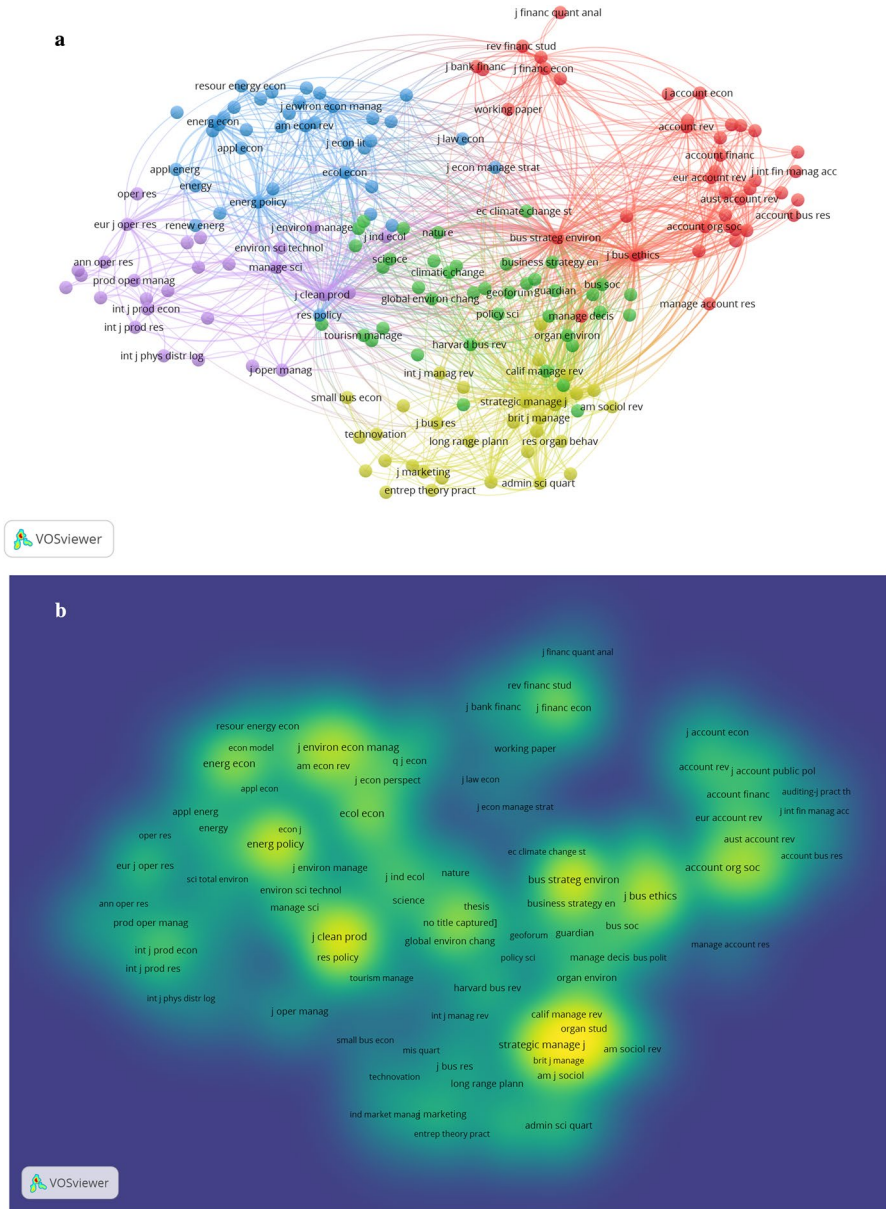 a
j financ quant anal
rev financ stud
j bank financ
j financ econ
resour energy econ
j account econ
j environ econ manag
working paper
energ econ
am econ rev
account rev
j law econ
appl econ
j econ lit
account financ
appl energ
ecol econ
j econ manage strat
j int fin manag acc
eur account rev
energy
oper res
energ policy
aust account rev
ec climate change st
account bus res
eur j oper res
renew energ
j environ manage
nature
account org soc
j ind ecol
bus strateg environ
environ sci technol
j bus ethics
ann oper res
science
business strategy en
manage sci
climatic change
prod oper manag
bus soc
j clean prod
geoforum
guardian
global environ chang
manage account res
int j prod econ
res policy
policy sci
manage decis
int j prod res
tourism manage
organ environ
harvard bus rev
int j phys distr log
j oper manag
int j manag rev
calif manage rev
small bus econ
strategic manage j
am sociol rev
brit j manage
j bus res
technovation
long range plann
res organ behav
j marketing
entrep theory pract
admin sci quart
VOSviewer
b
j financ quant anal
rev financ stud
j bank financ
j financ econ
resour energy econ
j account econ
econ model
j environ econ manag
working paper
energ econ
am econ rev
q j econ
account rev
j account public pol
j econ perspect
j law econ
appl econ
account financ
auditing-j pract th
appl energ
ecol econ
j econ manage strat
j int fin manag acc
eur account rev
energy
econ j
oper res
energ policy
aust account rev
ec climate change st
account bus res
eur j oper res
j environ manage
nature
account org soc
sci total environ
j ind ecol
bus strateg environ
environ sci technol
j bus ethics
ann oper res
science
business strategy en
manage sci
thesis
prod oper manag
no title captured]
bus soc
j clean prod
geoforum
guardian
global environ chang
manage account res
int j prod econ
res policy
policy sci
manage decis
bus polit
int j prod res
tourism manage
organ environ
harvard bus rev
int j phys distr log
j oper manag
int j manag rev
calif manage rev
organ stud
small bus econ
strategic manage j
mis quart
am sociol rev
brit j manage
j bus res
technovation
am j sociol
long range plann
ind market manag
j marketing
entrep theory pract
admin sci quart
VOSviewer